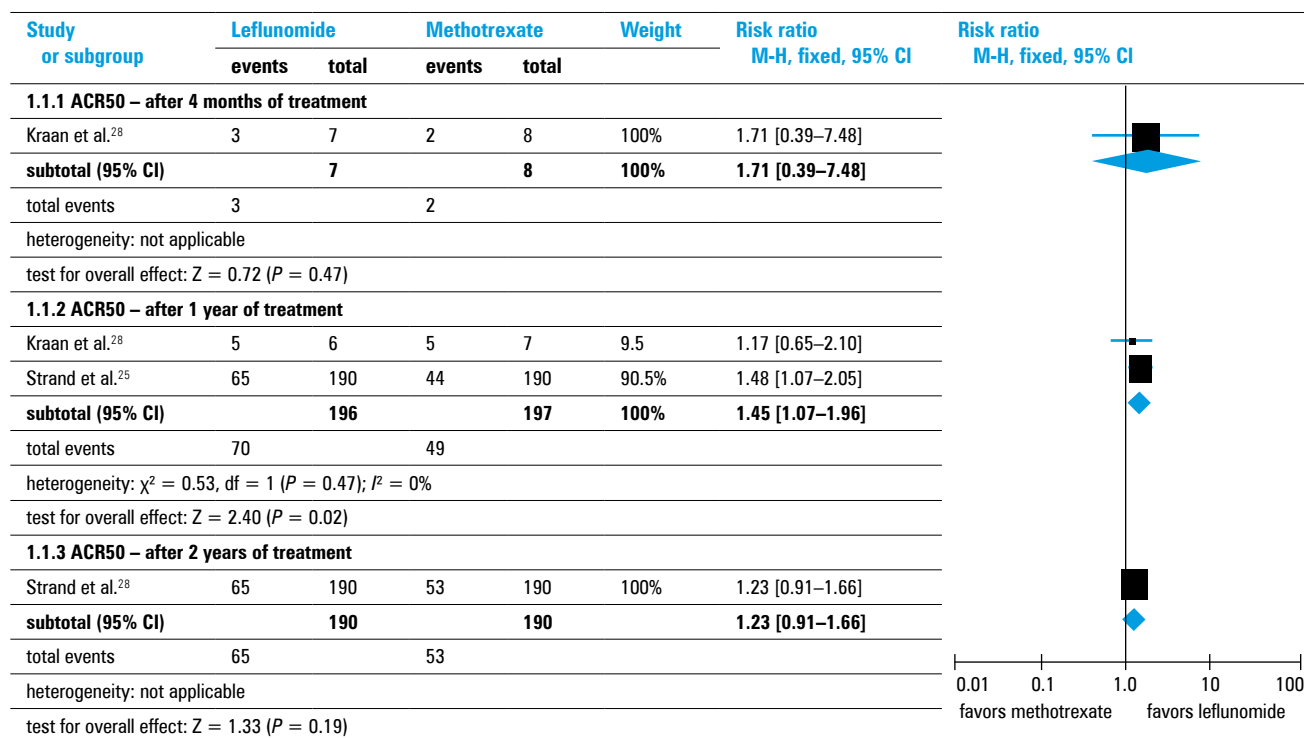 Study or subgroup Leflunomide Methotrexate Weight Risk ratio M-H, fixed, 95% CI Risk ratio M-H, fixed, 95% CI
events total events total
1.1.1 ACR50 – after 4 months of treatment
Kraan et al.28 3 7 2 8 100% 1.71 [0.39–7.48]
subtotal (95% CI) 7 8 100% 1.71 [0.39–7.48]
total events 3 2
heterogeneity: not applicable
test for overall effect: Z = 0.72 (P = 0.47)
1.1.2 ACR50 – after 1 year of treatment
Kraan et al.28 5 6 5 7 9.5 1.17 [0.65–2.10]
Strand et al.25 65 190 44 190 90.5% 1.48 [1.07–2.05]
subtotal (95% CI) 196 197 100% 1.45 [1.07–1.96]
total events 70 49
heterogeneity: χ² = 0.53, df = 1 (P = 0.47); I² = 0%
test for overall effect: Z = 2.40 (P = 0.02)
1.1.3 ACR50 – after 2 years of treatment
Strand et al.28 65 190 53 190 100% 1.23 [0.91–1.66]
subtotal (95% CI) 190 190 1.23 [0.91–1.66]
total events 65 53
heterogeneity: not applicable
test for overall effect: Z = 1.33 (P = 0.19)
0.01 0.1 1.0 10 100
favors methotrexate favors leflunomide